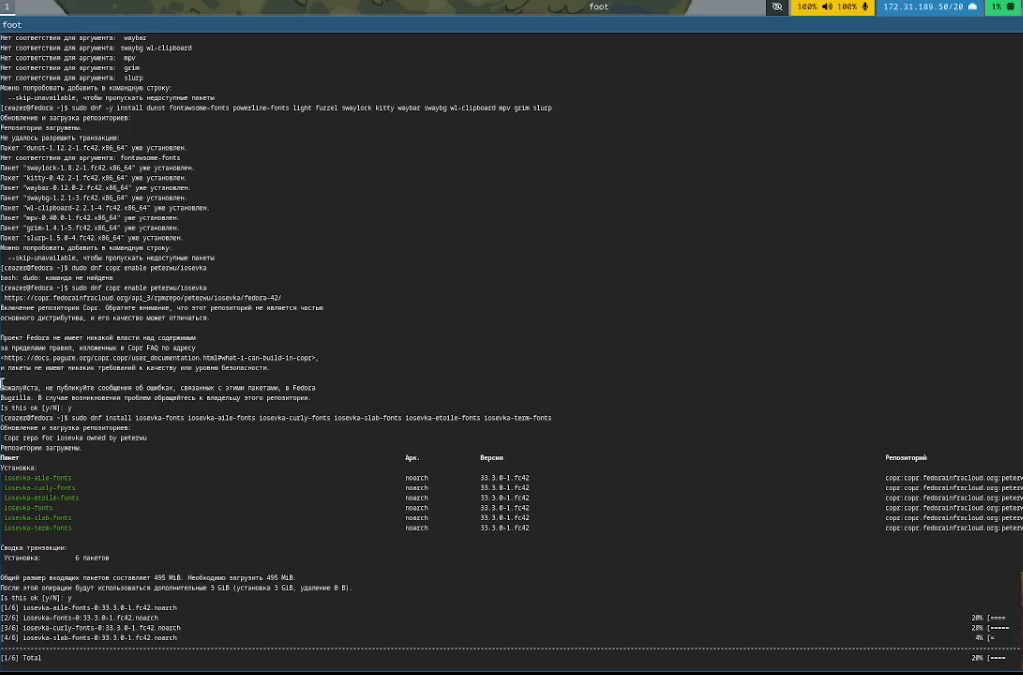 1
foot
100% 100%
172.31.189.50/20
1%
foot
Нет соответствия для аргумента: waybar
Нет соответствия для аргумента: swaybg wl-clipboard
Нет соответствия для аргумента: mpv
Нет соответствия для аргумента: grim
Нет соответствия для аргумента: slurp
Можно попробовать добавить в командную строку:
--skip-unavailable, чтобы пропускать недоступные пакеты
[ceazer@fedora ~]$ sudo dnf -y install dunst fontawsome-fonts powerline-fonts light fuzzel swaylock kitty waybar swaybg wl-clipboard mpv grim slurp
Обновление и загрузка репозиториев:
Репозитории загружены.
Не удалось разрешить транзакцию:
Пакет "dunst-1.12.2-1.fc42.x86_64" уже установлен.
Нет соответствия для аргумента: fontawsome-fonts
Пакет "swaylock-1.8.2-1.fc42.x86_64" уже установлен.
Пакет "kitty-0.42.2-1.fc42.x86_64" уже установлен.
Пакет "waybar-0.12.0-2.fc42.x86_64" уже установлен.
Пакет "swaybg-1.2.1-3.fc42.x86_64" уже установлен.
Пакет "wl-clipboard-2.2.1-4.fc42.x86_64" уже установлен.
Пакет "mpv-0.40.0-1.fc42.x86_64" уже установлен.
Пакет "grim-1.4.1-5.fc42.x86_64" уже установлен.
Пакет "slurp-1.5.0-4.fc42.x86_64" уже установлен.
Можно попробовать добавить в командную строку:
--skip-unavailable, чтобы пропускать недоступные пакеты
[ceazer@fedora ~]$ dudo dnf copr enable peterwu/iosevka
bash: dudo: команда не найдена
[ceazer@fedora ~]$ sudo dnf copr enable peterwu/iosevka
https://copr.fedorainfracloud.org/api_3/rpmrepo/peterwu/iosevka/fedora-42/
Включение репозитория Copr. Обратите внимание, что этот репозиторий не является частью
основного дистрибутива, и его качество может отличаться.
Проект Fedora не имеет никакой власти над содержимым
за пределами правил, изложенных в Copr FAQ по адресу
<https://docs.pagure.org/copr.copr/user_documentation.html#what-i-can-build-in-copr>,
и пакеты не имеют никаких требований к качеству или уровню безопасности.
Пожалуйста, не публикуйте сообщения об ошибках, связанных с этими пакетами, в Fedora
Bugzilla. В случае возникновения проблем обращайтесь к владельцу этого репозитория.
Is this ok [y/N]: y
[ceazer@fedora ~]$ sudo dnf install iosevka-fonts iosevka-aile-fonts iosevka-curly-fonts iosevka-slab-fonts iosevka-etoile-fonts iosevka-term-fonts
Обновление и загрузка репозиториев:
Copr repo for iosevka owned by peterwu
Репозитории загружены.
Пакет Арх. Версия Репозиторий
Установка:
iosevka-aile-fonts noarch 33.3.0-1.fc42 copr:copr.fedorainfracloud.org:peterw
iosevka-curly-fonts noarch 33.3.0-1.fc42 copr:copr.fedorainfracloud.org:peterw
iosevka-etoile-fonts noarch 33.3.0-1.fc42 copr:copr.fedorainfracloud.org:peterw
iosevka-fonts noarch 33.3.0-1.fc42 copr:copr.fedorainfracloud.org:peterw
iosevka-slab-fonts noarch 33.3.0-1.fc42 copr:copr.fedorainfracloud.org:peterw
iosevka-term-fonts noarch 33.3.0-1.fc42 copr:copr.fedorainfracloud.org:peterw
Сводка транзакции:
Установка: 6 пакетов
Общий размер входящих пакетов составляет 495 MiB. Необходимо загрузить 495 MiB.
После этой операции будут использоваться дополнительные 3 GiB (установка 3 GiB, удаление 0 B).
Is this ok [y/N]: y
[1/6] iosevka-aile-fonts-0:33.3.0-1.fc42.noarch
[2/6] iosevka-fonts-0:33.3.0-1.fc42.noarch 20% [====
[3/6] iosevka-curly-fonts-0:33.3.0-1.fc42.noarch 28% [=====
[4/6] iosevka-slab-fonts-0:33.3.0-1.fc42.noarch 4% [=
[1/6] Total 20% [====